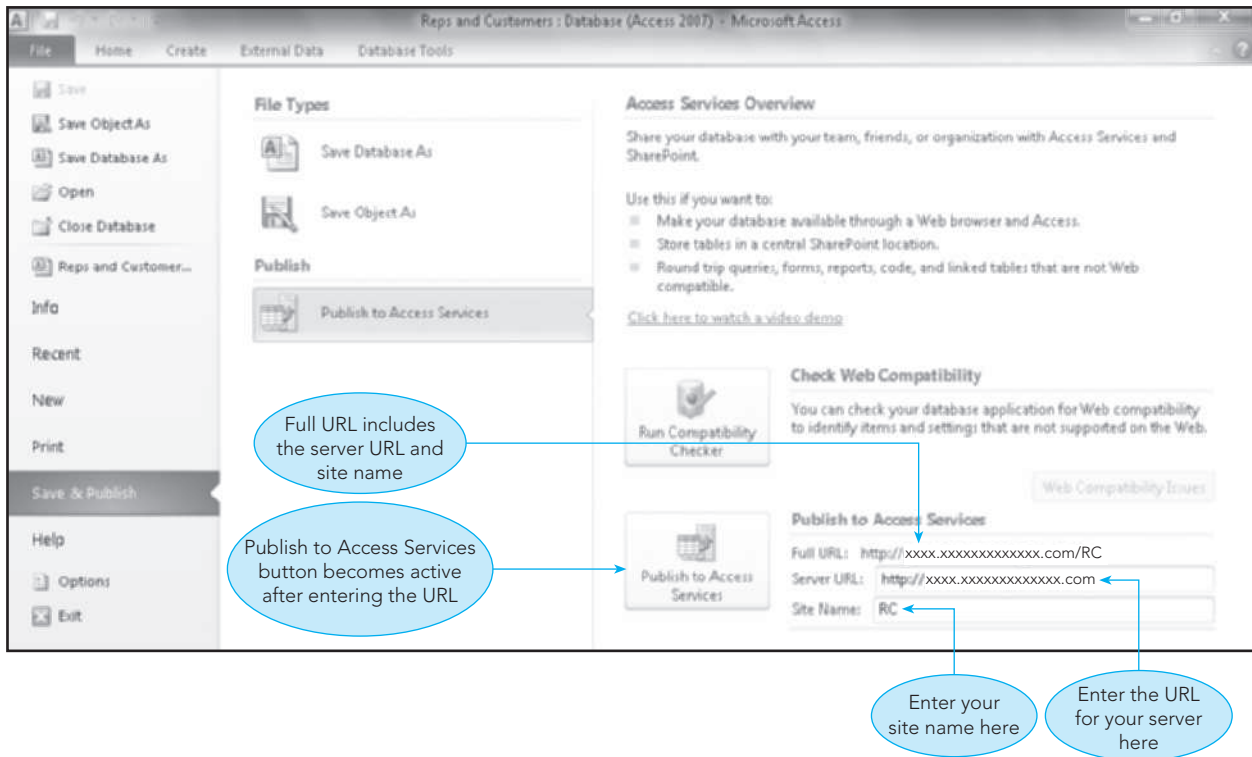 Reps and Customers : Database (Access 2007) - Microsoft Access
File Home Create External Data Database Tools
Save
Save Object As
Save Database As
Open
Close Database
Reps and Customer...
Info
Recent
New
Print
Save & Publish
Help
Options
Exit
File Types
Save Database As
Save Object As
Publish
Publish to Access Services
Access Services Overview
Share your database with your team, friends, or organization with Access Services and
SharePoint.
Use this if you want to:
Make your database available through a Web browser and Access.
Store tables in a central SharePoint location.
Round trip queries, forms, reports, code, and linked tables that are not Web
compatible.
Click here to watch a video demo
Run Compatibility
Checker
Check Web Compatibility
You can check your database application for Web compatibility
to identify items and settings that are not supported on the Web.
Web Compatibility Issues
Publish to Access
Services
Publish to Access Services
Full URL: http://xxxx.xxxxxxxxxxxxx.com/RC
Server URL: http://xxxx.xxxxxxxxxxxxx.com
Site Name: RC
Full URL includes
the server URL and
site name
Publish to Access Services
button becomes active
after entering the URL
Enter your
site name here
Enter the URL
for your server
here